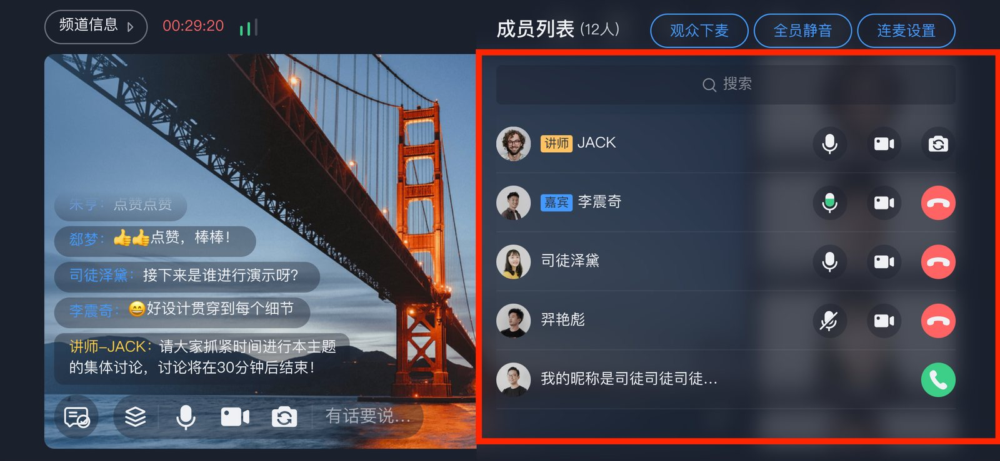 频道信息
00:29:20
成员列表 (12人)
观众下麦
全员静音
连麦设置
搜索
讲师 JACK
嘉宾 李震奇
司徒泽黛
羿艳彪
我的昵称是司徒司徒司徒...
朱亨：点赞点赞
郄梦：👍👍点赞，棒棒！
司徒泽黛：接下来是谁进行演示呀？
李震奇：😄好设计贯穿到每个细节
讲师-JACK：请大家抓紧时间进行本主题
的集体讨论，讨论将在30分钟后结束！
有话要说...